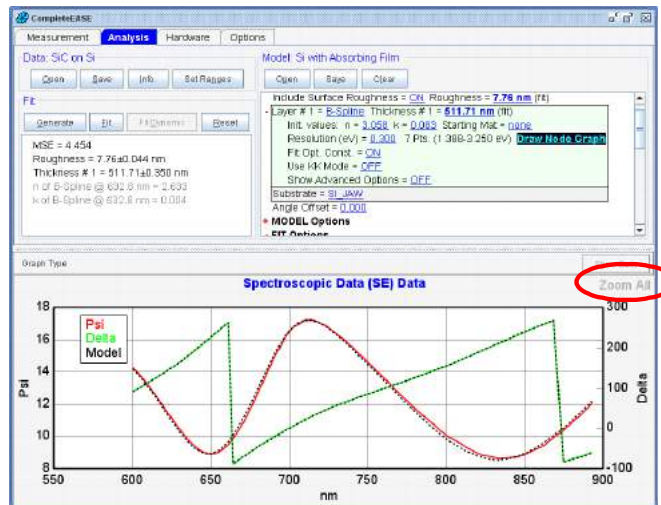 CompleteEASE
Measurement Analysis Hardware Options
Data: SiC on Si
Open Save Info. Set Ranges
Fit
Generate Fit Fit Dynamic Reset
MSE = 4.454
Roughness = 7.76±0.044 nm
Thickness # 1 = 511.71±0.350 nm
n of B-Spline @ 632.8 nm = 2.633
k of B-Spline @ 632.8 nm = 0.004
Model: Si with Absorbing Film
Open Save Clear
Include Surface Roughness = ON Roughness = 7.76 nm (fit)
- Layer # 1 = B-Spline Thickness # 1 = 511.71 nm (fit)
Init. values: n = 3.058 k = 0.083 Starting Mat = none
Resolution (eV) = 0.300 7 Pts. (1.388-3.250 eV) Draw Node Graph
Fit Opt. Const. = ON
Use KK Mode = OFF
Show Advanced Options = OFF
Substrate = SI_JAW
Angle Offset = 0.000
+ MODEL Options
+ FIT Options
Graph Type
Zoom All
Spectroscopic Data (SE) Data
Psi
Delta
Model
18
16
14
12
10
8
Psi
300
200
100
0
-100
Delta
550 600 650 700 750 800 850 900
nm